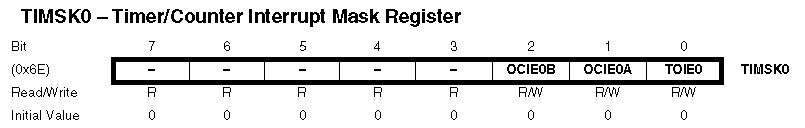 TIMSK0 – Timer/Counter Interrupt Mask Register
Bit 7 6 5 4 3 2 1 0
(0x6E) – – – – – OCIE0B OCIE0A TOIE0 TIMSK0
Read/Write R R R R R R/W R/W R/W
Initial Value 0 0 0 0 0 0 0 0